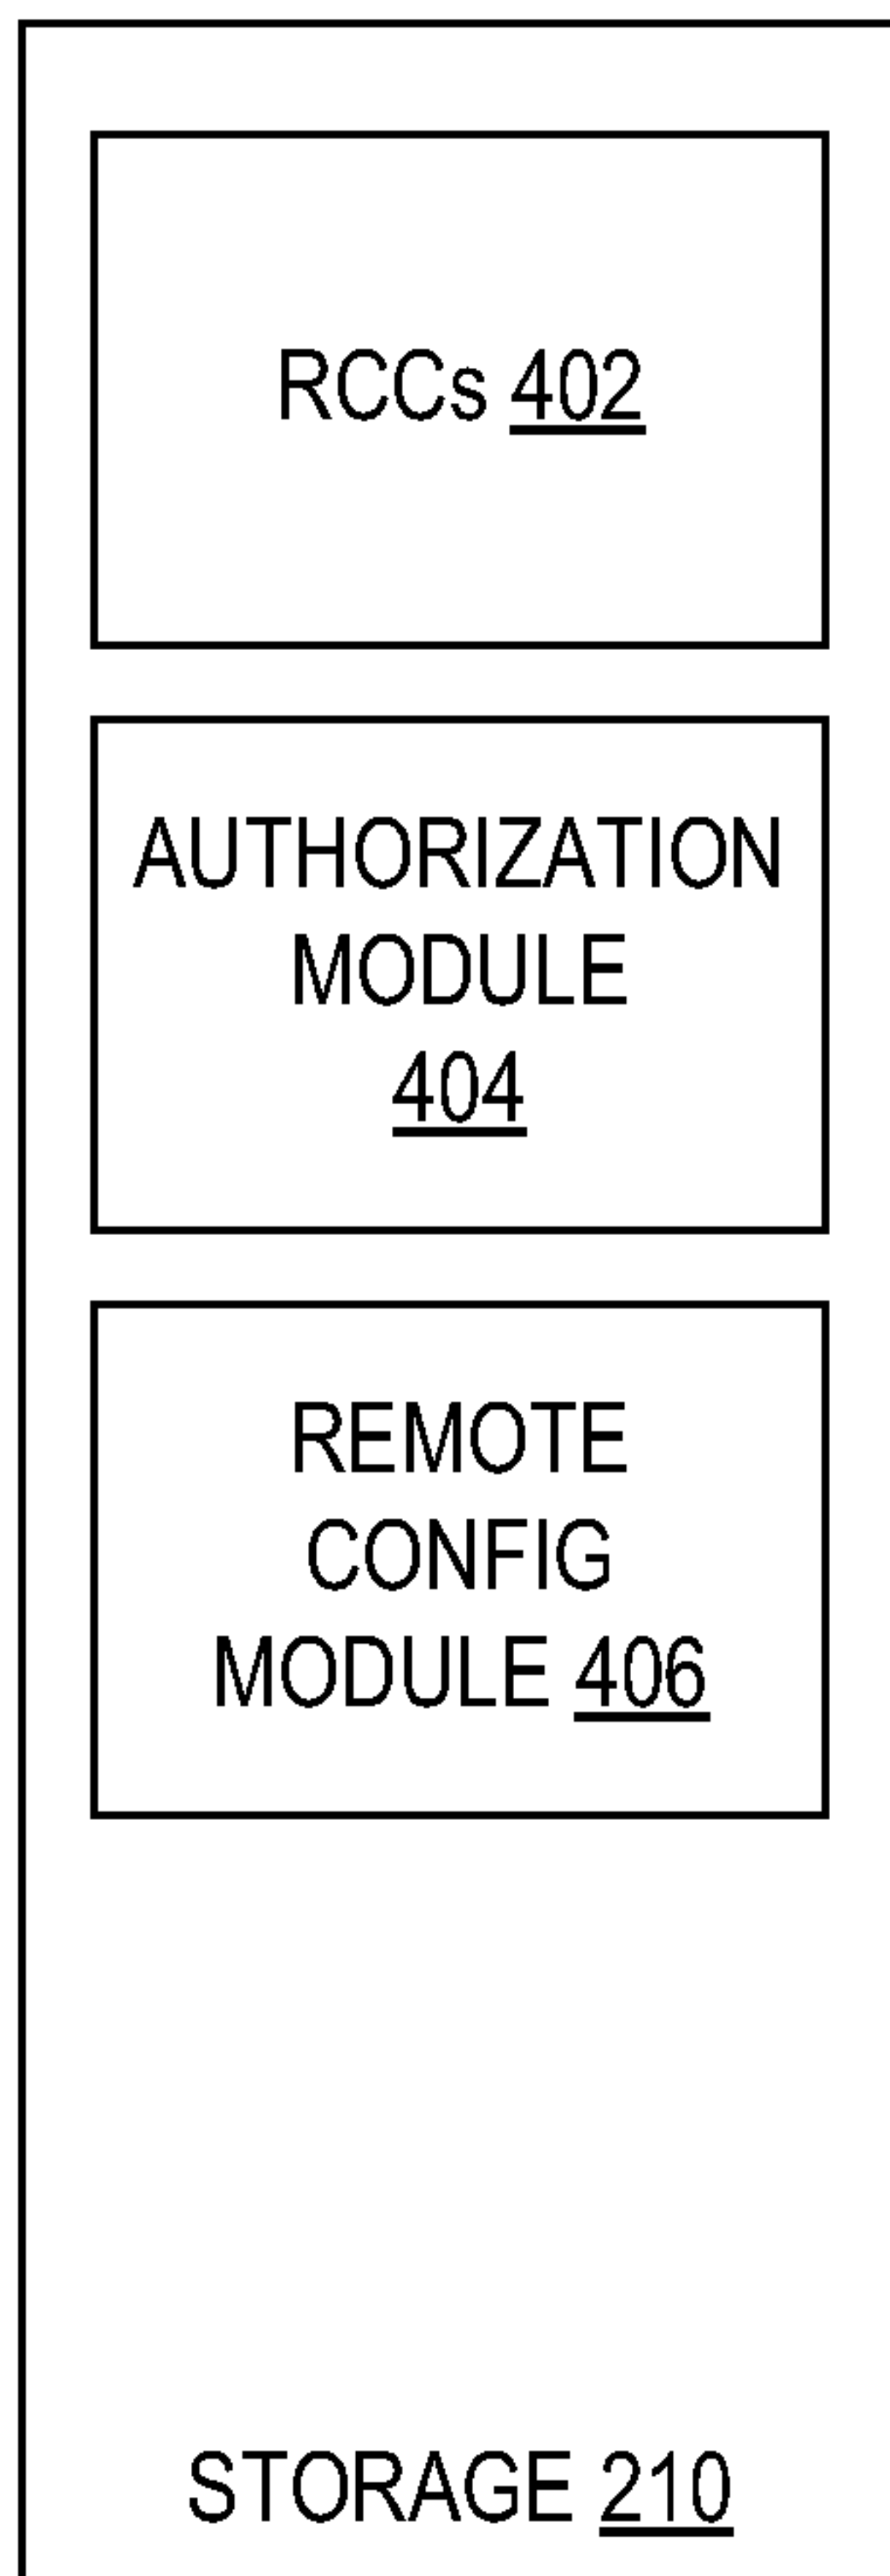 RCCs 402
AUTHORIZATION
MODULE
404
REMOTE
CONFIG
MODULE 406
STORAGE 210